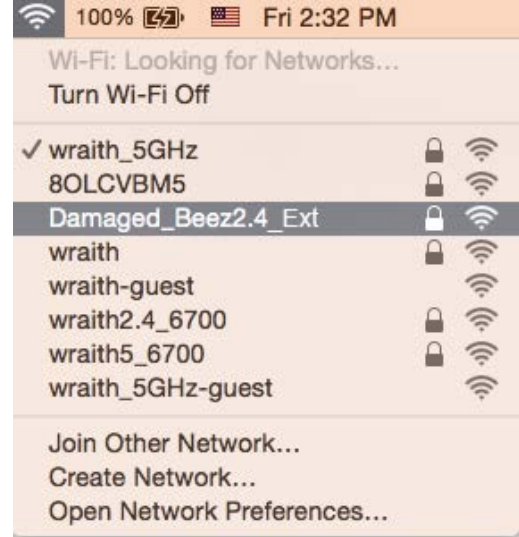 100% Fri 2:32 PM
Wi-Fi: Looking for Networks...
Turn Wi-Fi Off
✓ wraith_5GHz
8OLCVBM5
Damaged_Beez2.4_Ext
wraith
wraith-guest
wraith2.4_6700
wraith5_6700
wraith_5GHz-guest
Join Other Network...
Create Network...
Open Network Preferences...